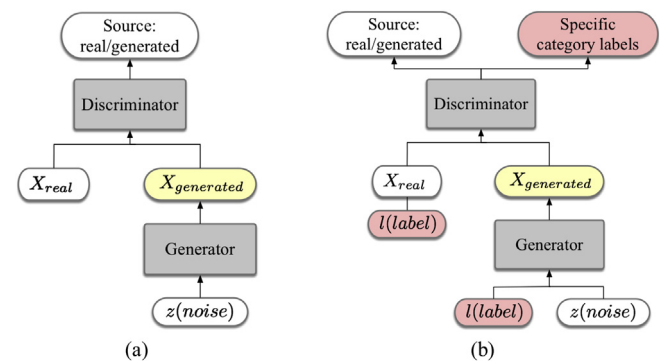 Source:
real/generated
Discriminator
X_real
X_generated
Generator
z(noise)
(a)
Source:
real/generated
Specific
category labels
Discriminator
X_real
X_generated
l(label)
Generator
l(label)
z(noise)
(b)